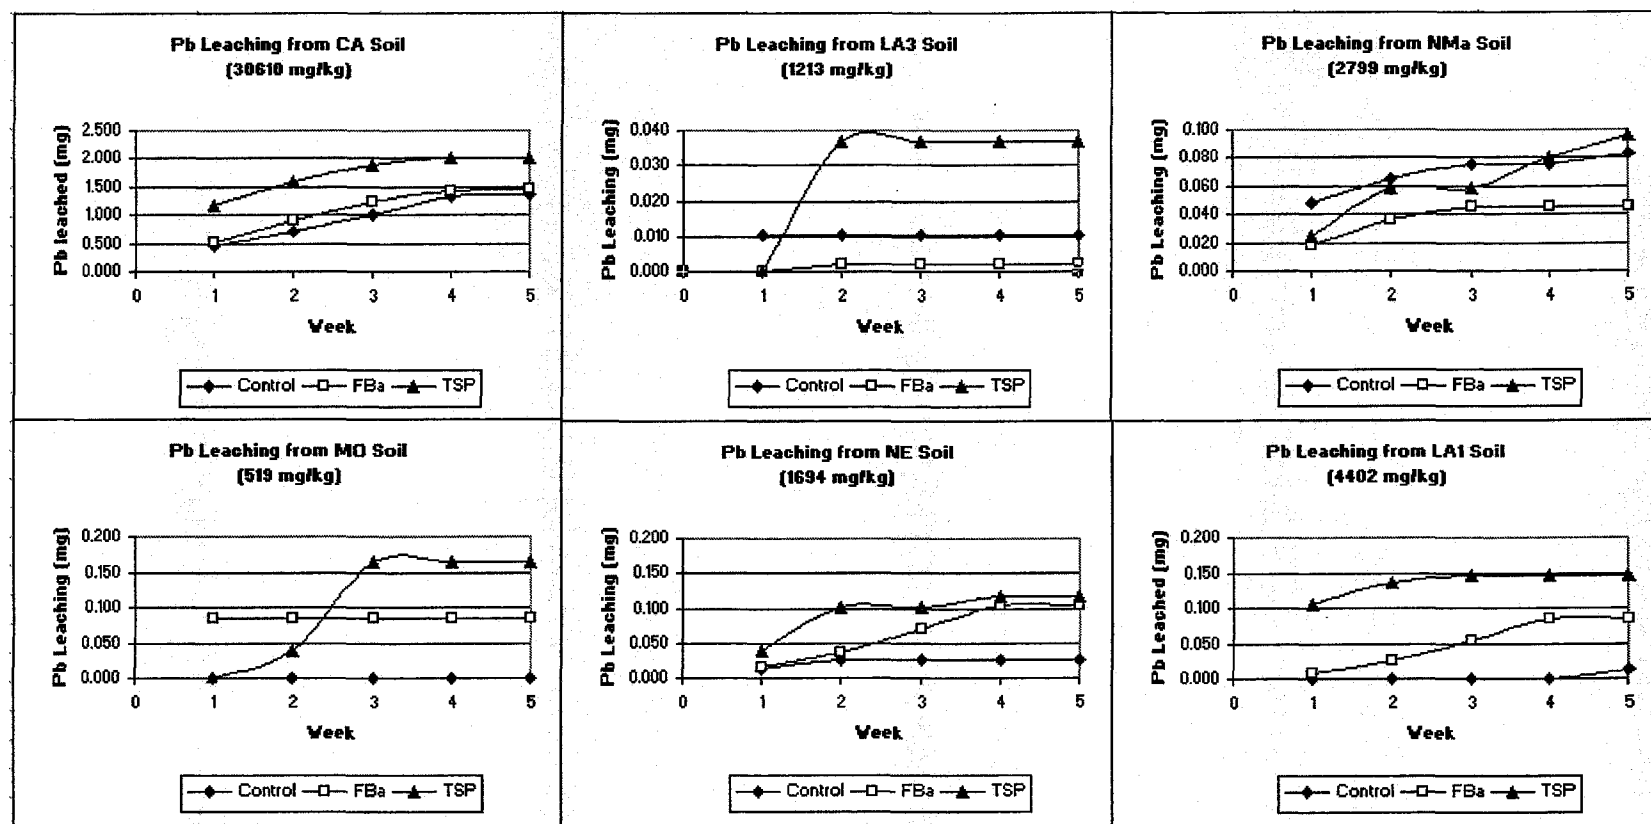 Pb Leaching from CA Soil
(30610 mg/kg)
Pb leached (mg)
2.500
2.000
1.500
1.000
0.500
0.000
0 1 2 3 4 5
Week
Control FBa TSP
Pb Leaching from LA3 Soil
(1213 mg/kg)
Pb Leaching (mg)
0.040
0.030
0.020
0.010
0.000
0 1 2 3 4 5
Week
Control FBa TSP
Pb Leaching from NMa Soil
(2799 mg/kg)
Pb Leaching (mg)
0.100
0.080
0.060
0.040
0.020
0.000
0 1 2 3 4 5
Week
Control FBa TSP
Pb Leaching from MO Soil
(519 mg/kg)
Pb Leaching (mg)
0.200
0.150
0.100
0.050
0.000
0 1 2 3 4 5
Week
Control FBa TSP
Pb Leaching from NE Soil
(1694 mg/kg)
Pb Leaching (mg)
0.200
0.150
0.100
0.050
0.000
0 1 2 3 4 5
Week
Control FBa TSP
Pb Leaching from LA1 Soil
(4402 mg/kg)
Pb Leached (mg)
0.200
0.150
0.100
0.050
0.000
0 1 2 3 4 5
Week
Control FBa TSP